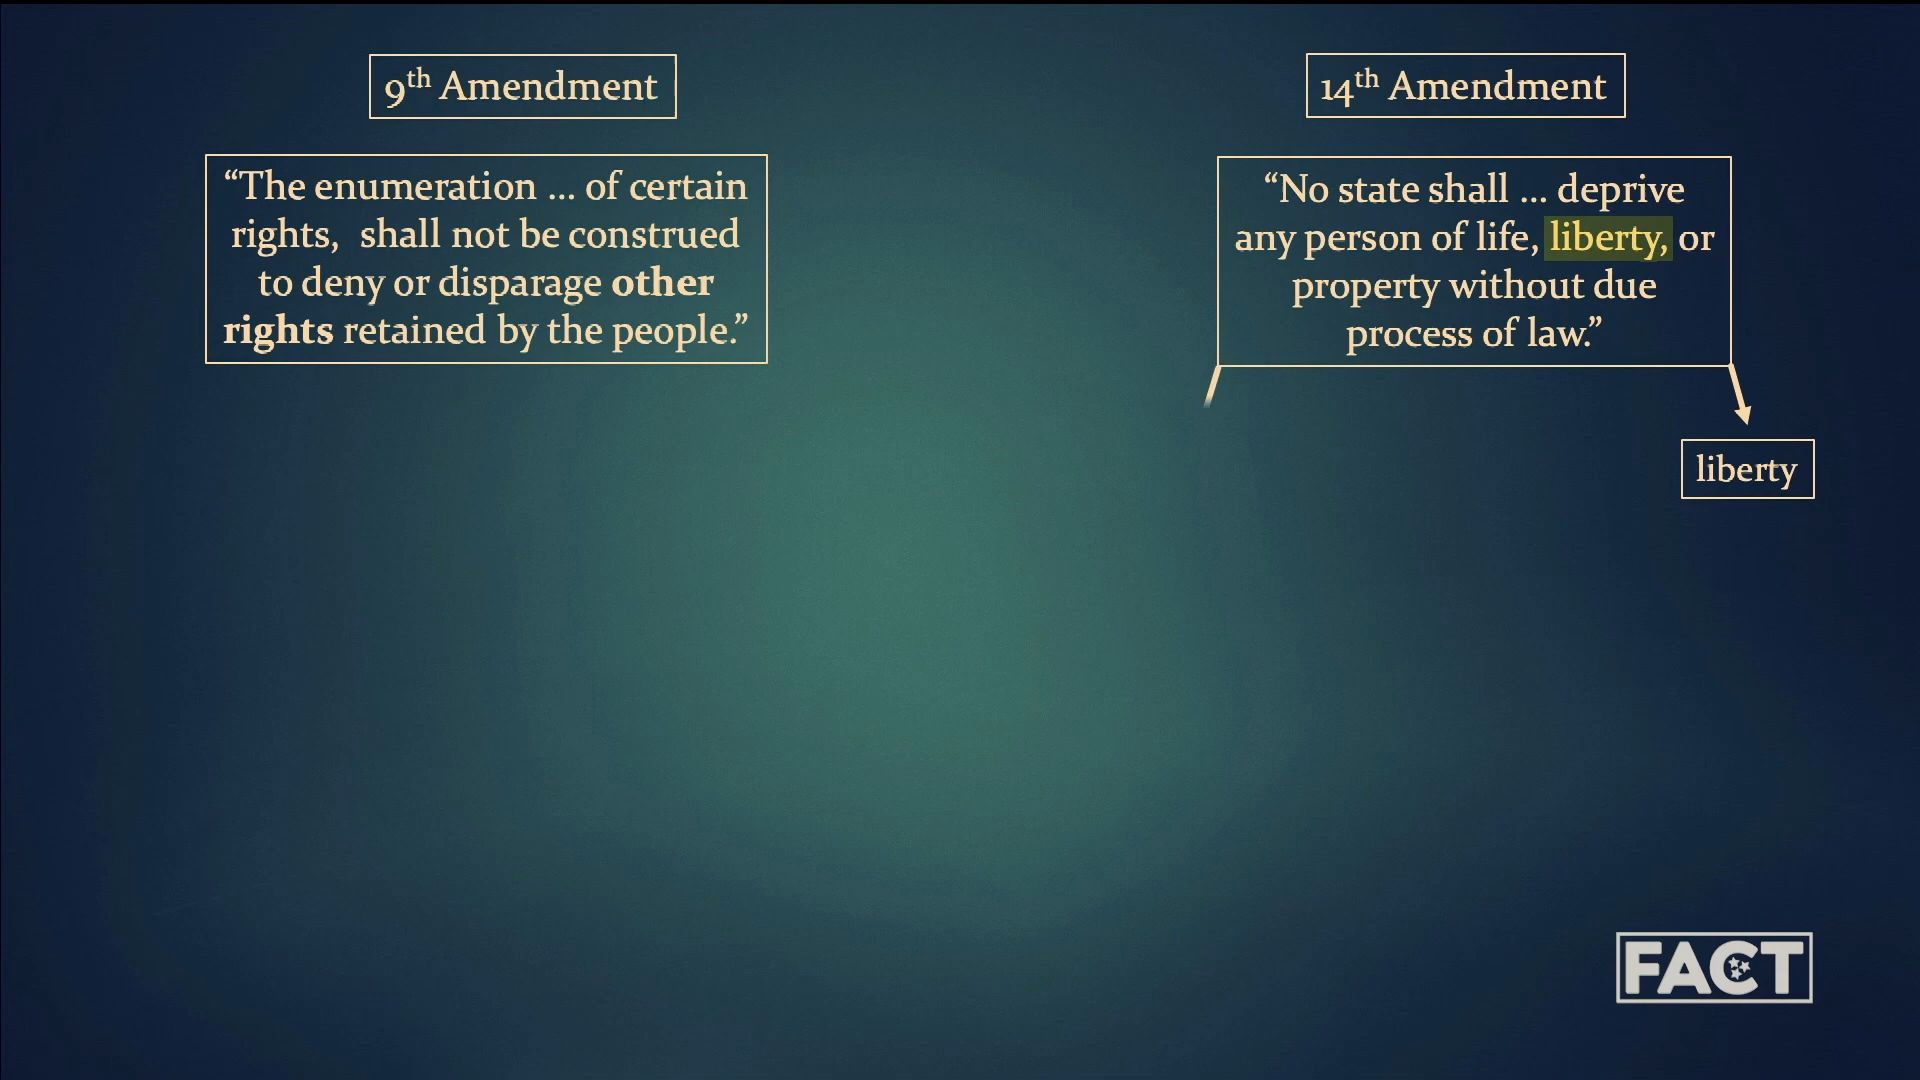 9th Amendment
“The enumeration ... of certain
rights, shall not be construed
to deny or disparage other
rights retained by the people.”
14th Amendment
“No state shall ... deprive
any person of life, liberty, or
property without due
process of law.”
liberty
FACT